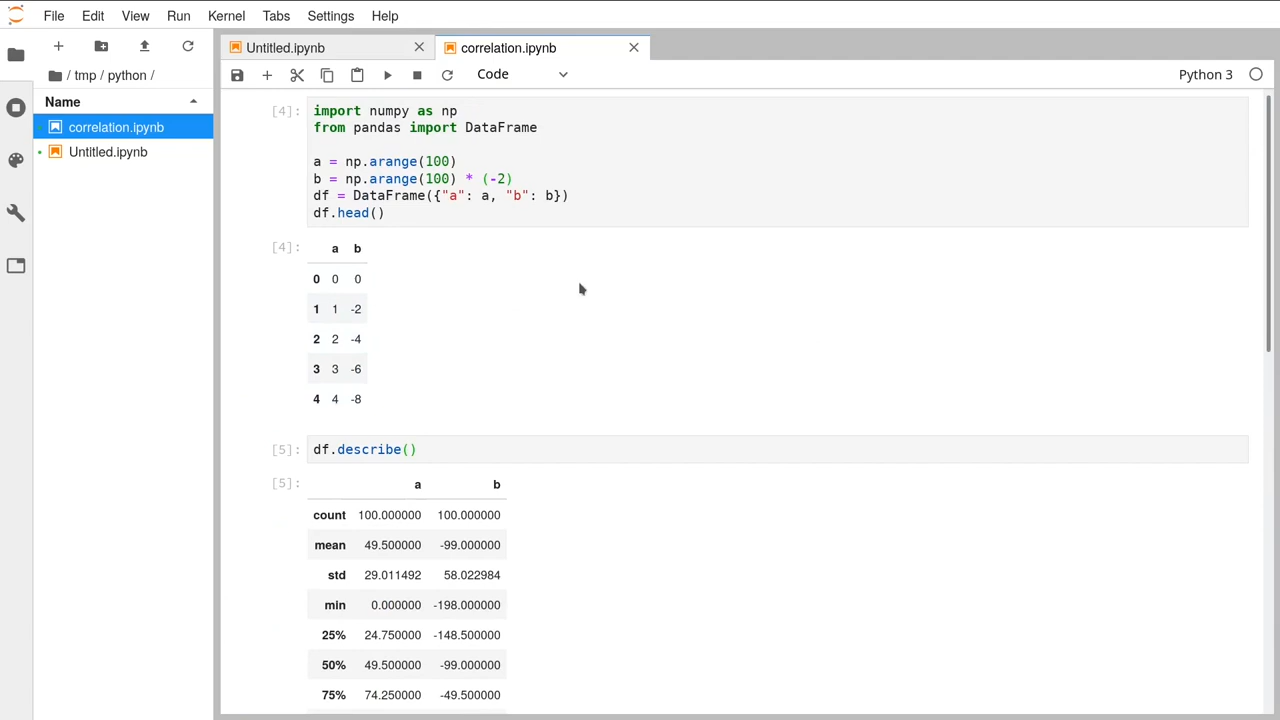 File Edit View Run Kernel Tabs Settings Help
/ tmp / python /
Name
correlation.ipynb
Untitled.ipynb
Untitled.ipynb
correlation.ipynb
Code
Python 3
[4]:
import numpy as np
from pandas import DataFrame
a = np.arange(100)
b = np.arange(100) * (-2)
df = DataFrame({"a": a, "b": b})
df.head()
[4]:
a b
0 0 0
1 1 -2
2 2 -4
3 3 -6
4 4 -8
[5]:
df.describe()
[5]:
a b
count 100.000000 100.000000
mean 49.500000 -99.000000
std 29.011492 58.022984
min 0.000000 -198.000000
25% 24.750000 -148.500000
50% 49.500000 -99.000000
75% 74.250000 -49.500000